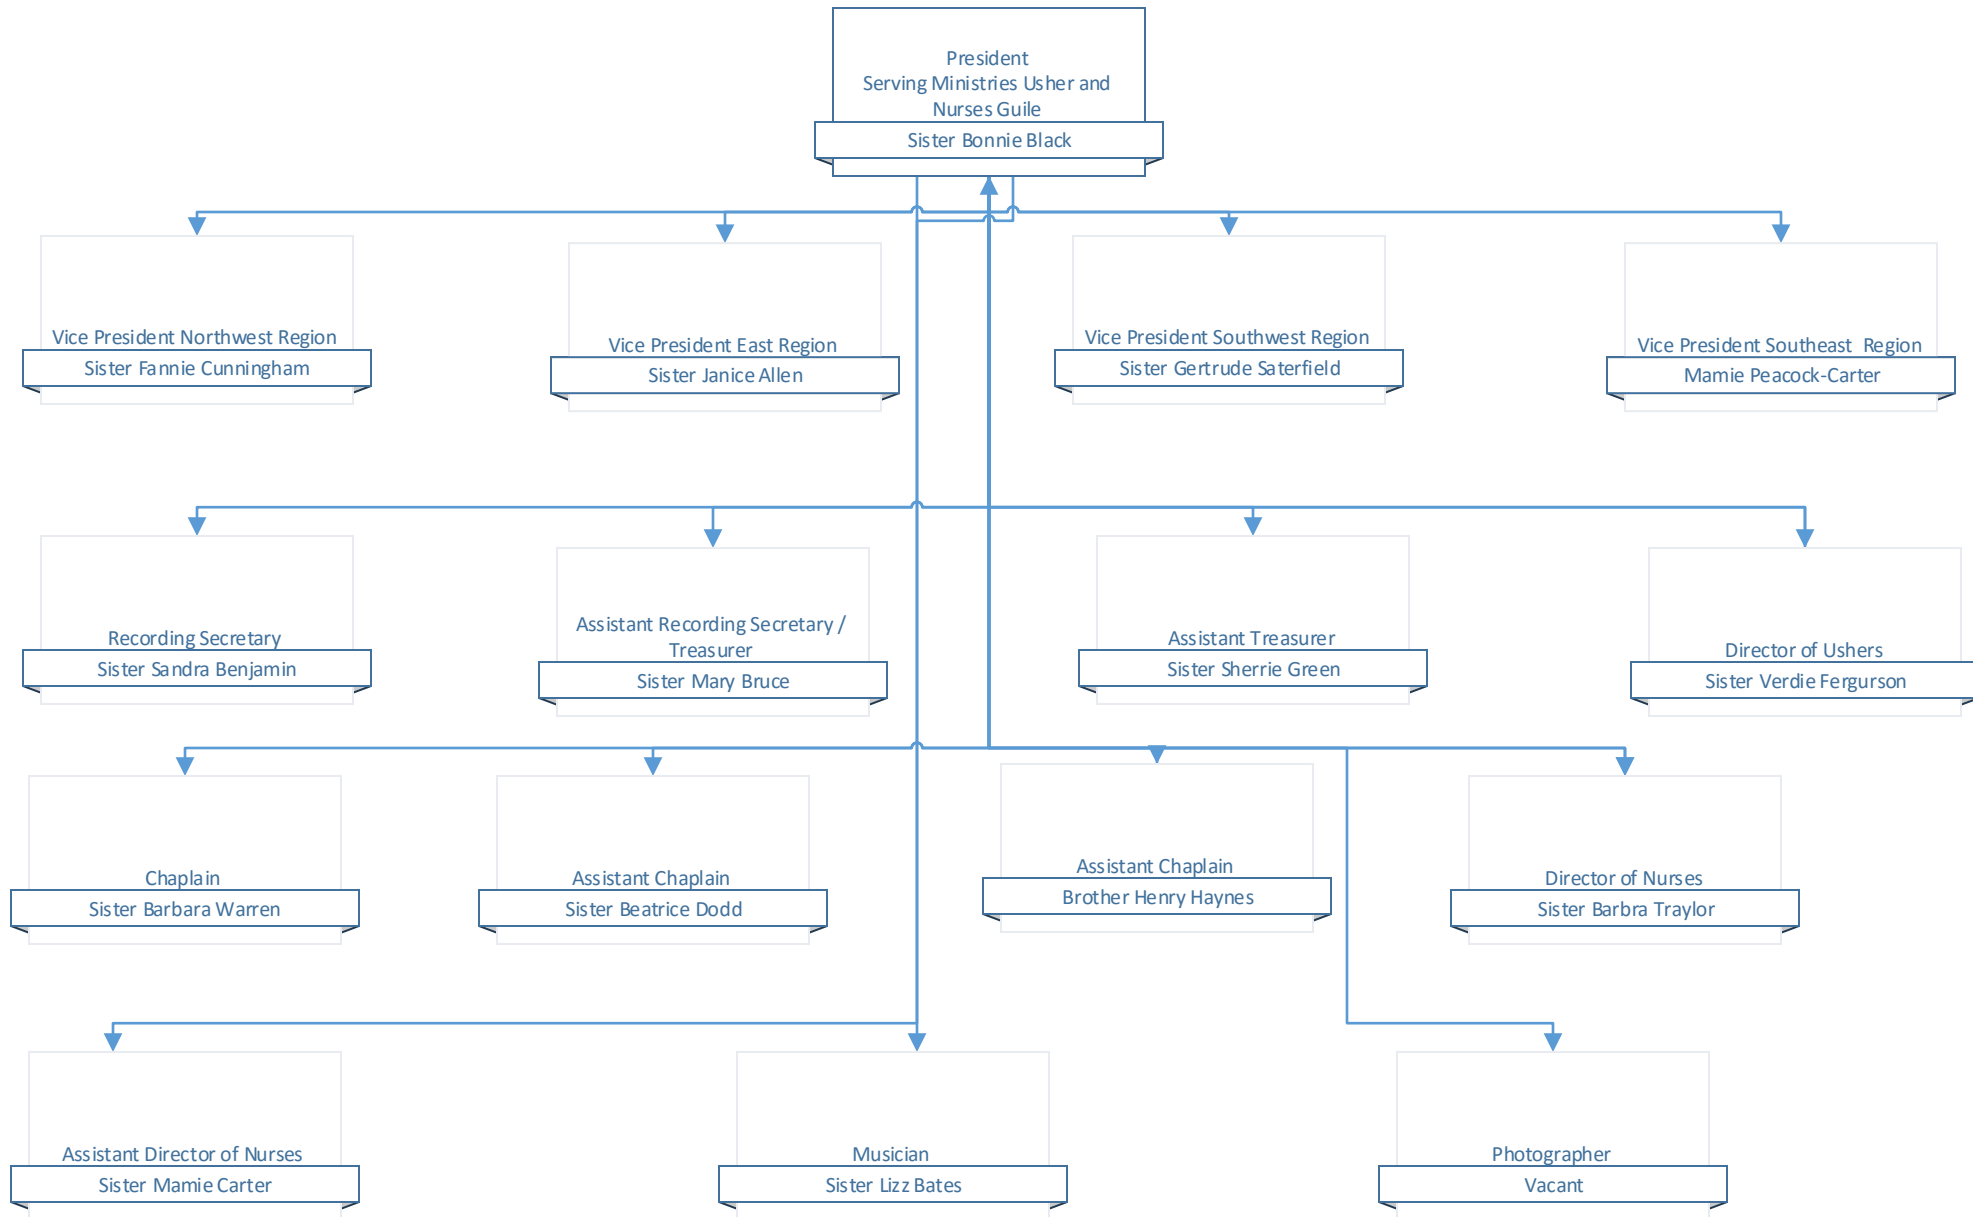 President
Serving Ministries Usher and
Nurses Guile
Sister Bonnie Black
Vice President Northwest Region
Sister Fannie Cunningham
Vice President East Region
Sister Janice Allen
Vice President Southwest Region
Sister Gertrude Saterfield
Vice President Southeast  Region
Mamie Peacock-Carter
Recording Secretary
Sister Sandra Benjamin
Assistant Recording Secretary /
Treasurer
Sister Mary Bruce
Assistant Treasurer
Sister Sherrie Green
Director of Ushers
Sister Verdie Fergurson
Chaplain
Sister Barbara Warren
Assistant Chaplain
Sister Beatrice Dodd
Assistant Chaplain
Brother Henry Haynes
Director of Nurses
Sister Barbra Traylor
Assistant Director of Nurses
Sister Mamie Carter
Musician
Sister Lizz Bates
Photographer
Vacant